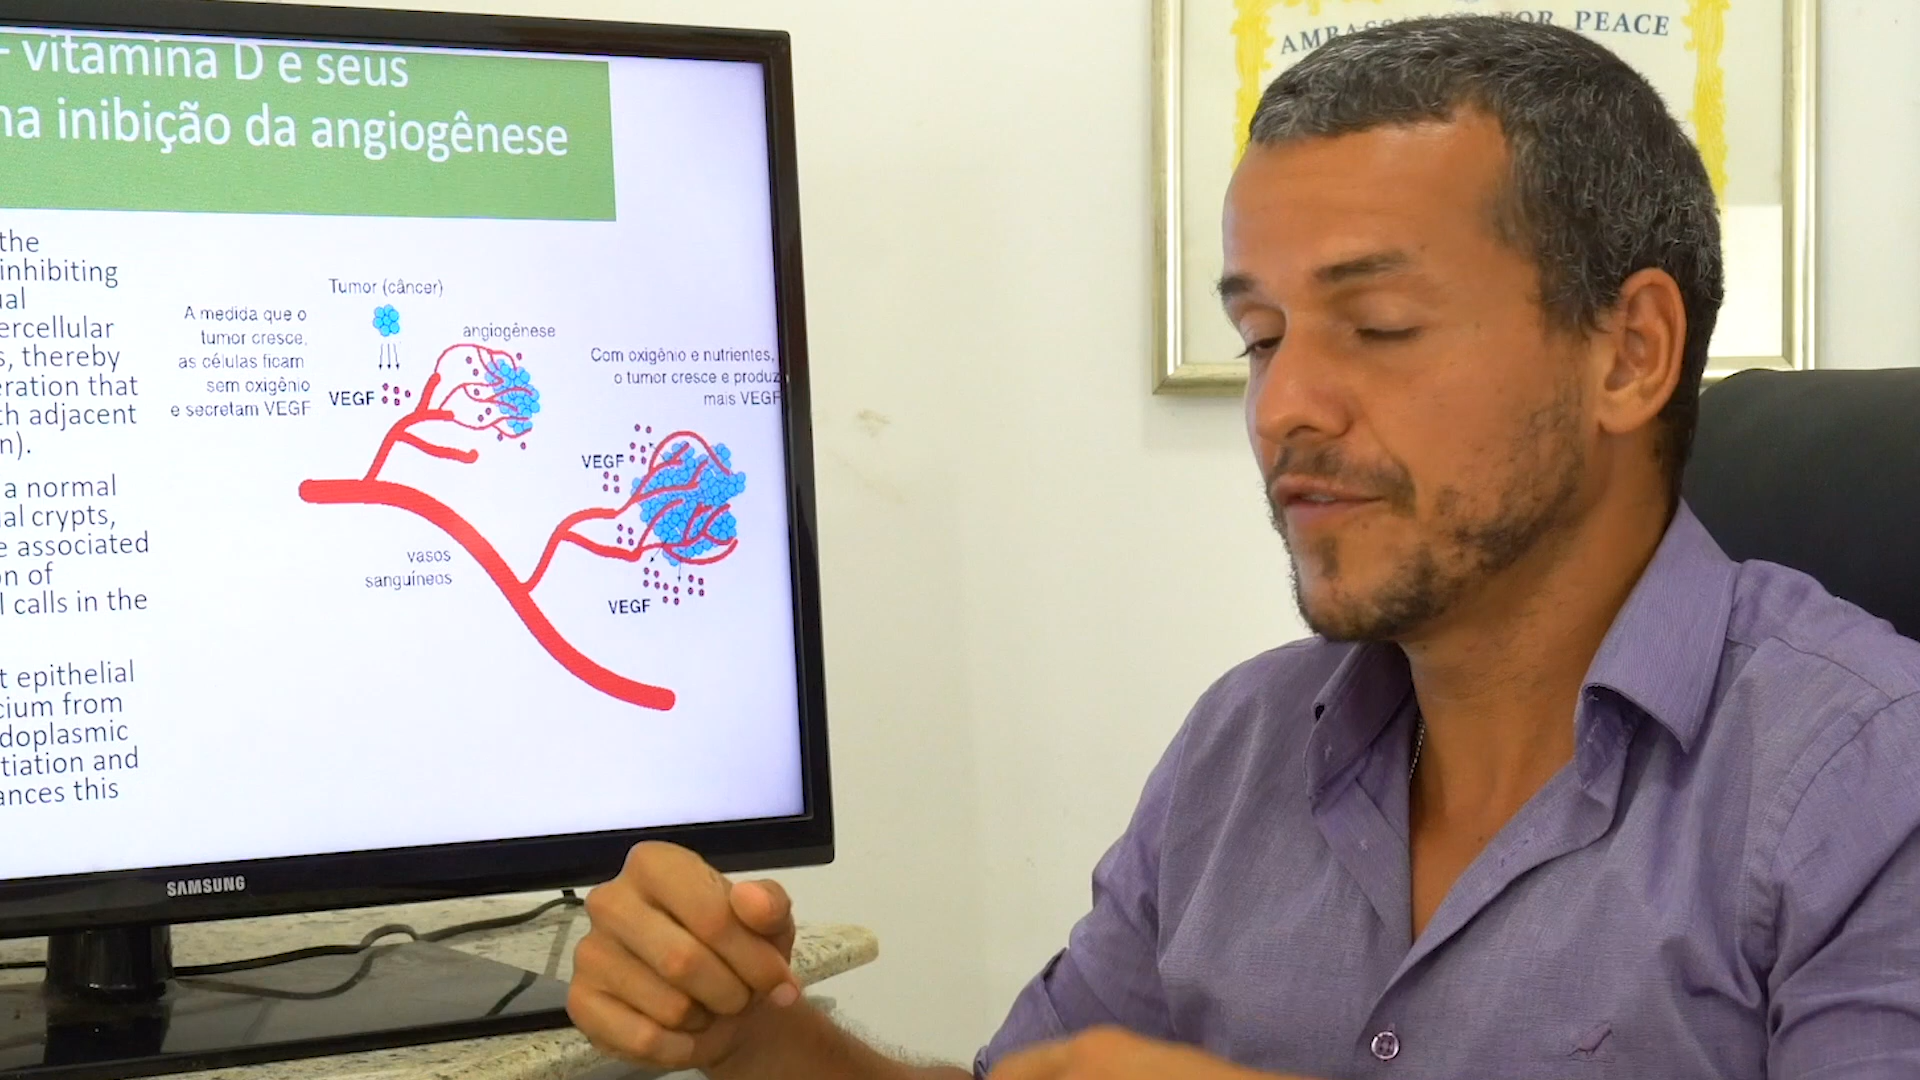 vitamina D e seus
na inibição da angiogênese
the
inhibiting
ual
ercellular
s, thereby
eration that
th adjacent
n).
a normal
al crypts,
e associated
on of
l calls in the
t epithelial
cium from
doplasmic
tiation and
ances this
Tumor (câncer)
A medida que o
tumor cresce,
as células ficam
sem oxigênio
e secretam VEGF
VEGF
angiogênese
Com oxigênio e nutrientes,
o tumor cresce e produz
mais VEGF
VEGF
vasos
sanguíneos
VEGF
SAMSUNG
FOR PEACE